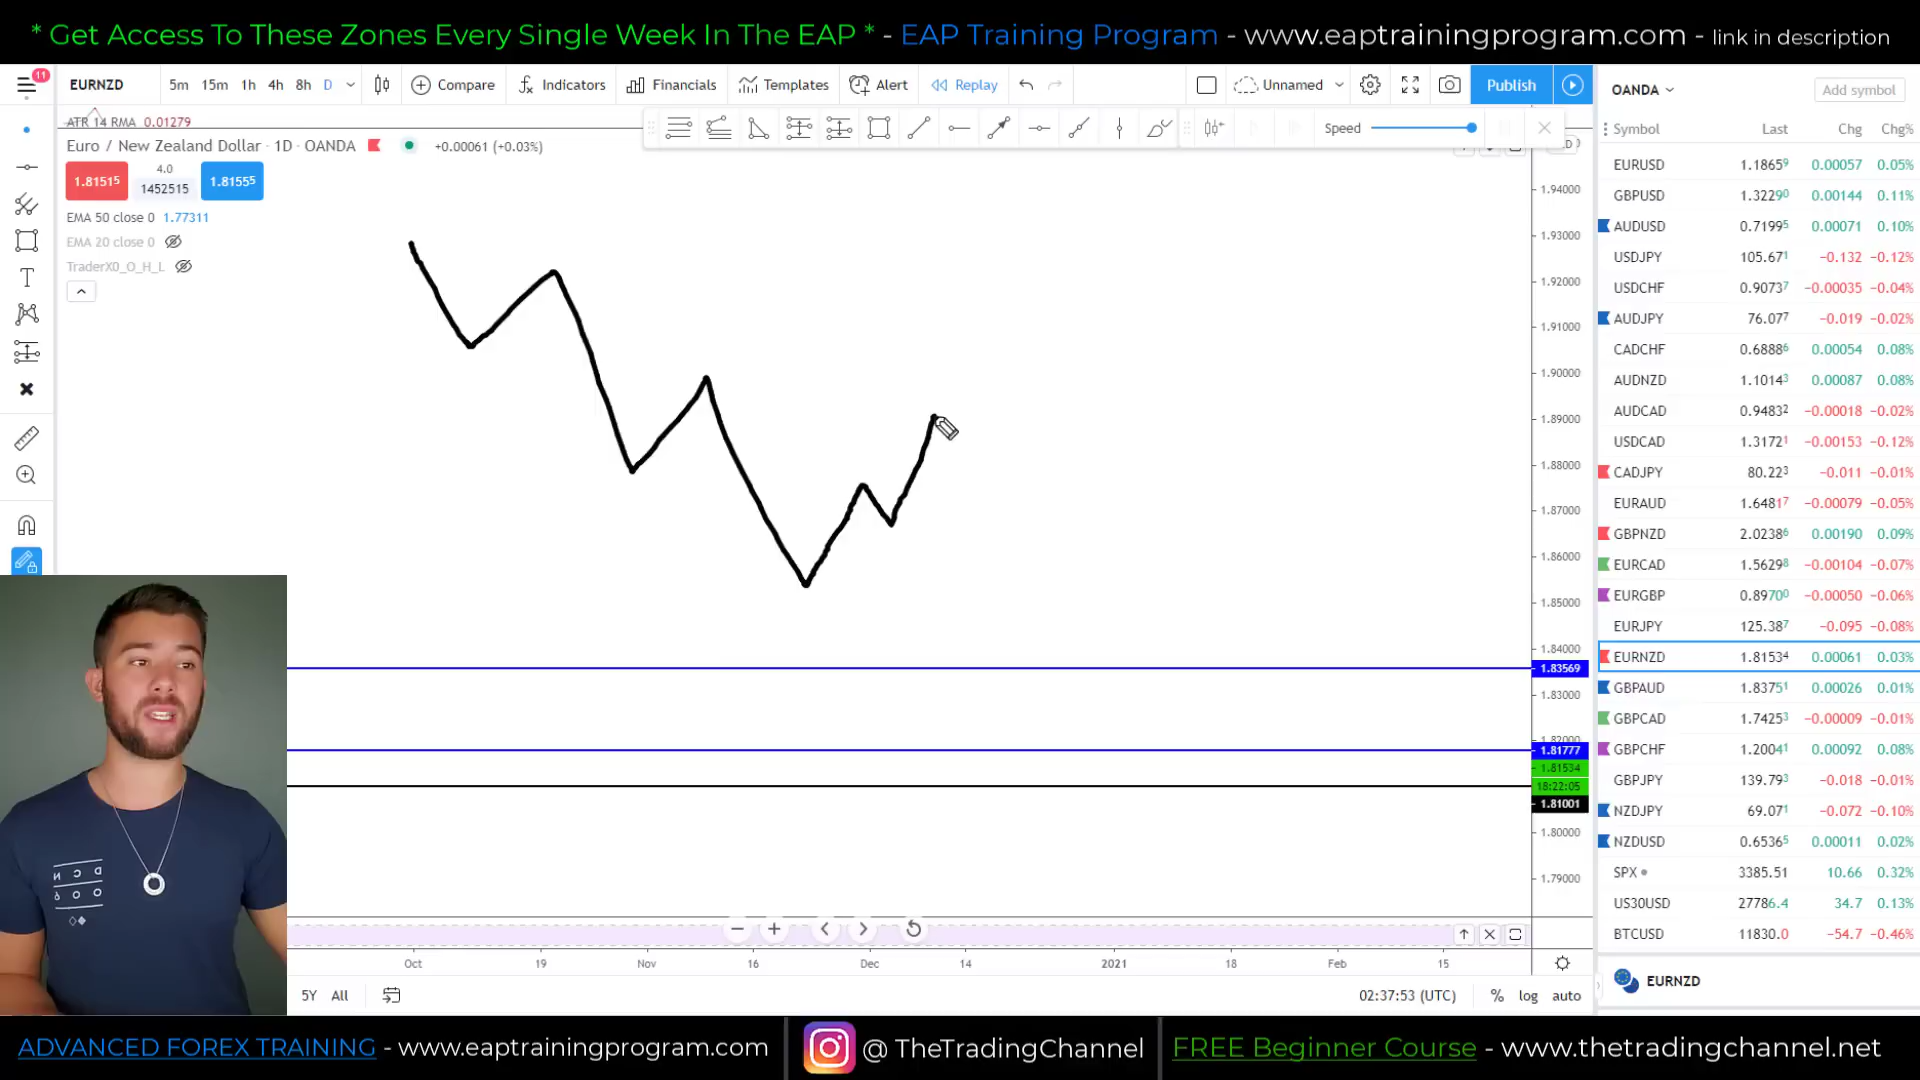 * Get Access To These Zones Every Single Week In The EAP * - EAP Training Program - www.eaptrainingprogram.com - link in description
11 EURNZD 5m 15m 1h 4h 8h D Compare Indicators Financials Templates Alert Replay Unnamed Publish
OANDA Add symbol
ATR 14 RMA 0.01279
Speed
Symbol Last Chg Chg%
Euro / New Zealand Dollar · 1D · OANDA +0.00061 (+0.03%)
1.81515 4.0 1452515 1.81555
EMA 50 close 0 1.77311
EMA 20 close 0
TraderX0_O_H_L
1.94000
1.93000
1.92000
1.91000
1.90000
1.89000
1.88000
1.87000
1.86000
1.85000
1.84000
1.83569
1.83000
1.82000
1.81777
1.81534
18:22:05
1.81001
1.80000
1.79000
EURUSD 1.18659 0.00057 0.05%
GBPUSD 1.32290 0.00144 0.11%
AUDUSD 0.71995 0.00071 0.10%
USDJPY 105.671 −0.132 −0.12%
USDCHF 0.90737 −0.00035 −0.04%
AUDJPY 76.077 −0.019 −0.02%
CADCHF 0.68886 0.00054 0.08%
AUDNZD 1.10143 0.00087 0.08%
AUDCAD 0.94832 −0.00018 −0.02%
USDCAD 1.31721 −0.00153 −0.12%
CADJPY 80.223 −0.011 −0.01%
EURAUD 1.64817 −0.00079 −0.05%
GBPNZD 2.02386 0.00190 0.09%
EURCAD 1.56298 −0.00104 −0.07%
EURGBP 0.89700 −0.00050 −0.06%
EURJPY 125.387 −0.095 −0.08%
EURNZD 1.81534 0.00061 0.03%
GBPAUD 1.83751 0.00026 0.01%
GBPCAD 1.74253 −0.00009 −0.01%
GBPCHF 1.20041 0.00092 0.08%
GBPJPY 139.793 −0.018 −0.01%
NZDJPY 69.071 −0.072 −0.10%
NZDUSD 0.65365 0.00011 0.02%
SPX 3385.51 10.66 0.32%
US30USD 27786.4 34.7 0.13%
BTCUSD 11830.0 −54.7 −0.46%
Oct 19 Nov 16 Dec 14 2021 18 Feb 15
EURNZD
5Y All 02:37:53 (UTC) % log auto
ADVANCED FOREX TRAINING - www.eaptrainingprogram.com @ TheTradingChannel FREE Beginner Course - www.thetradingchannel.net